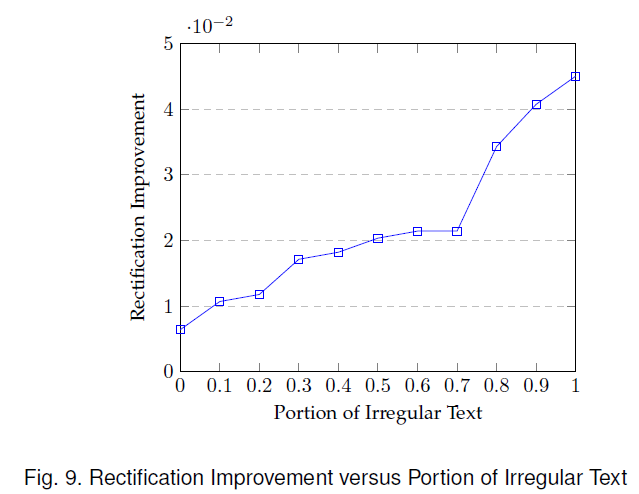 ·10⁻²
5
4
3
2
1
0
Rectification Improvement
0 0.1 0.2 0.3 0.4 0.5 0.6 0.7 0.8 0.9 1
Portion of Irregular Text
Fig. 9. Rectification Improvement versus Portion of Irregular Text